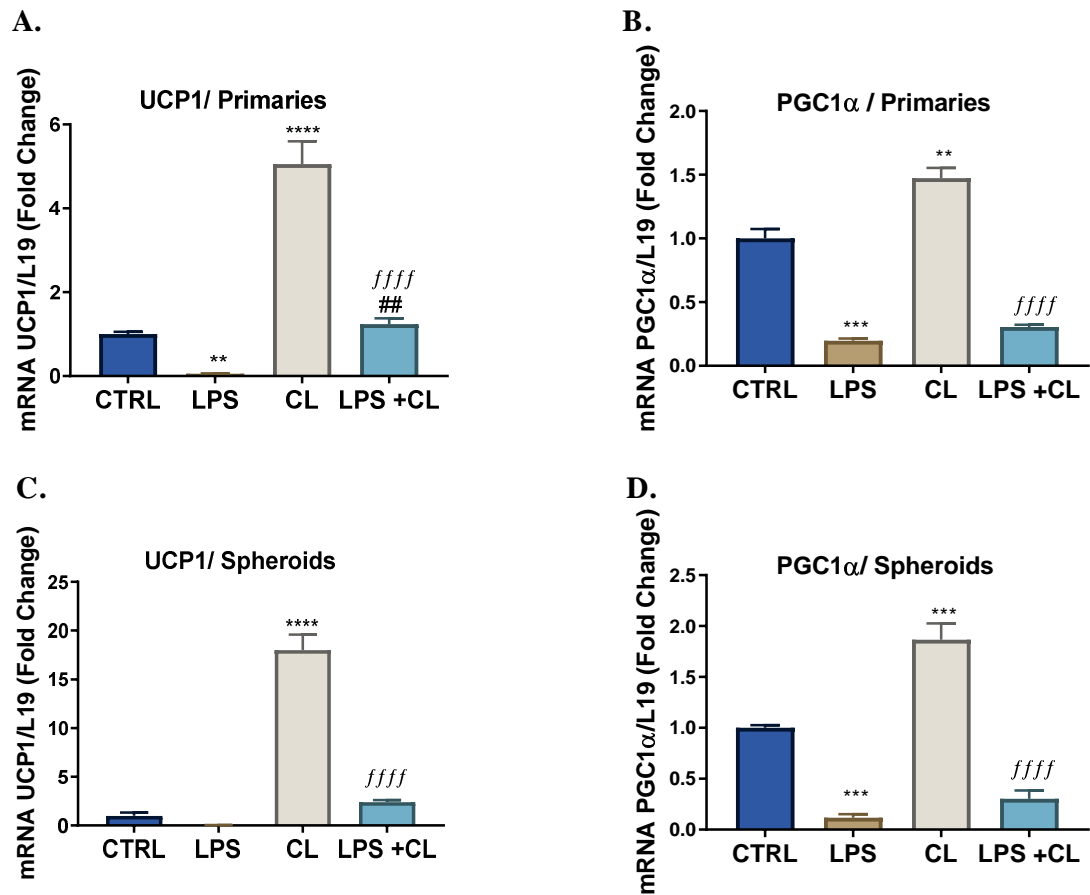 A.
UCP1/ Primaries
mRNA UCP1/L19 (Fold Change)
6
4
2
0
**
****
ƒƒƒƒ
##
CTRL LPS CL LPS +CL
B.
PGC1α / Primaries
mRNA PGC1α/L19 (Fold Change)
2.0
1.5
1.0
0.5
0.0
***
**
ƒƒƒƒ
CTRL LPS CL LPS +CL
C.
UCP1/ Spheroids
mRNA UCP1/L19 (Fold Change)
25
20
15
10
5
0
****
ƒƒƒƒ
CTRL LPS CL LPS +CL
D.
PGC1α/ Spheroids
mRNA PGC1α/L19 (Fold Change)
2.5
2.0
1.5
1.0
0.5
0.0
***
***
ƒƒƒƒ
CTRL LPS CL LPS +CL